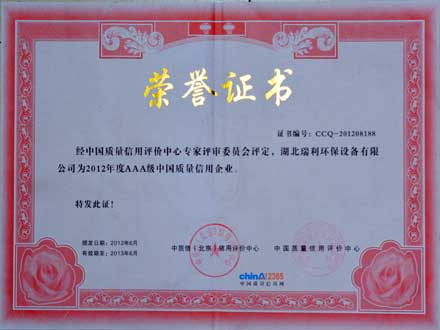 荣誉证书
证书编号：CCQ-201208188
经中国质量信用评价中心专家评审委员会评定，湖北瑞利环保设备有限
公司为2012年度AAA级中国质量信用企业。
特发此证！
颁发日期：2012年6月
有效期至：2013年6月
中质信（北京）信用评价中心
中国质量信用评价中心
chinA12365
中国质量信用网